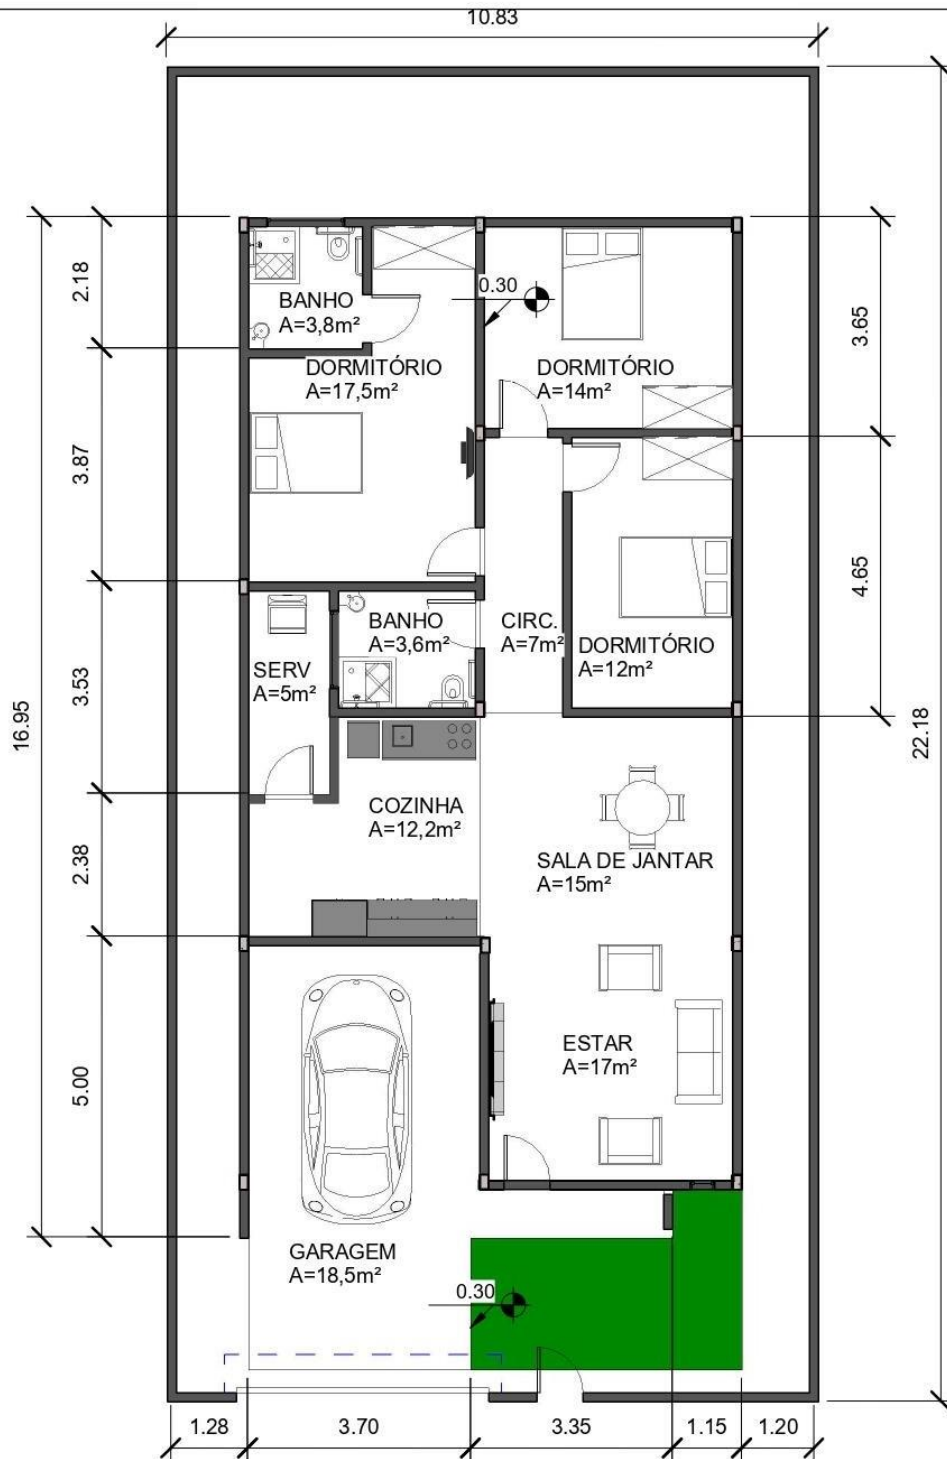 10.83
2.18
3.87
3.53
16.95
2.38
5.00
3.65
4.65
22.18
BANHO
A=3,8m²
0.30
DORMITÓRIO
A=17,5m²
DORMITÓRIO
A=14m²
BANHO
A=3,6m²
CIRC.
A=7m²
DORMITÓRIO
A=12m²
SERV
A=5m²
COZINHA
A=12,2m²
SALA DE JANTAR
A=15m²
ESTAR
A=17m²
GARAGEM
A=18,5m²
0.30
1.28
3.70
3.35
1.15
1.20